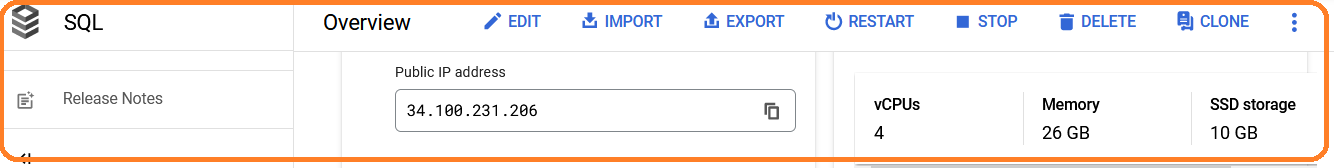 SQL
Overview
EDIT
IMPORT
EXPORT
RESTART
STOP
DELETE
CLONE
Release Notes
Public IP address
34.100.231.206
vCPUs
4
Memory
26 GB
SSD storage
10 GB